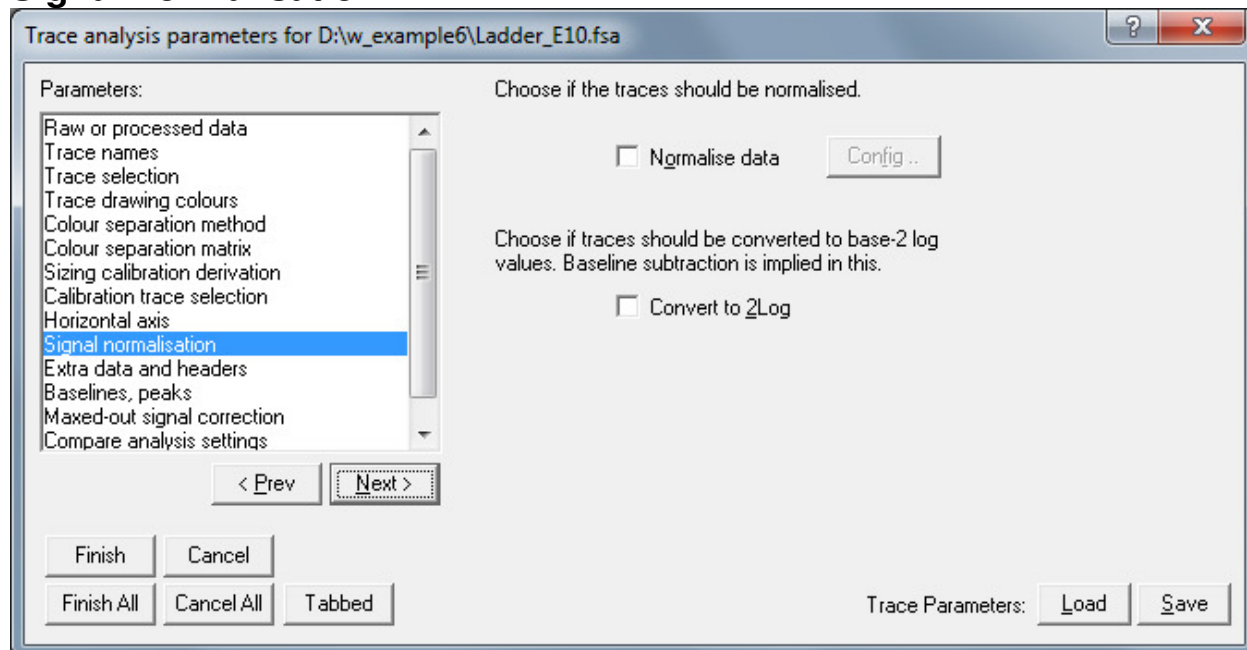 Signal normalisation
Trace analysis parameters for D:\w_example6\Ladder_E10.fsa
Parameters:
Raw or processed data
Trace names
Trace selection
Trace drawing colours
Colour separation method
Colour separation matrix
Sizing calibration derivation
Calibration trace selection
Horizontal axis
Signal normalisation
Extra data and headers
Baselines, peaks
Maxed-out signal correction
Compare analysis settings
< Prev
Next >
Choose if the traces should be normalised.
Normalise data
Config ..
Choose if traces should be converted to base-2 log
values. Baseline subtraction is implied in this.
Convert to 2Log
Finish
Cancel
Finish All
Cancel All
Tabbed
Trace Parameters:
Load
Save